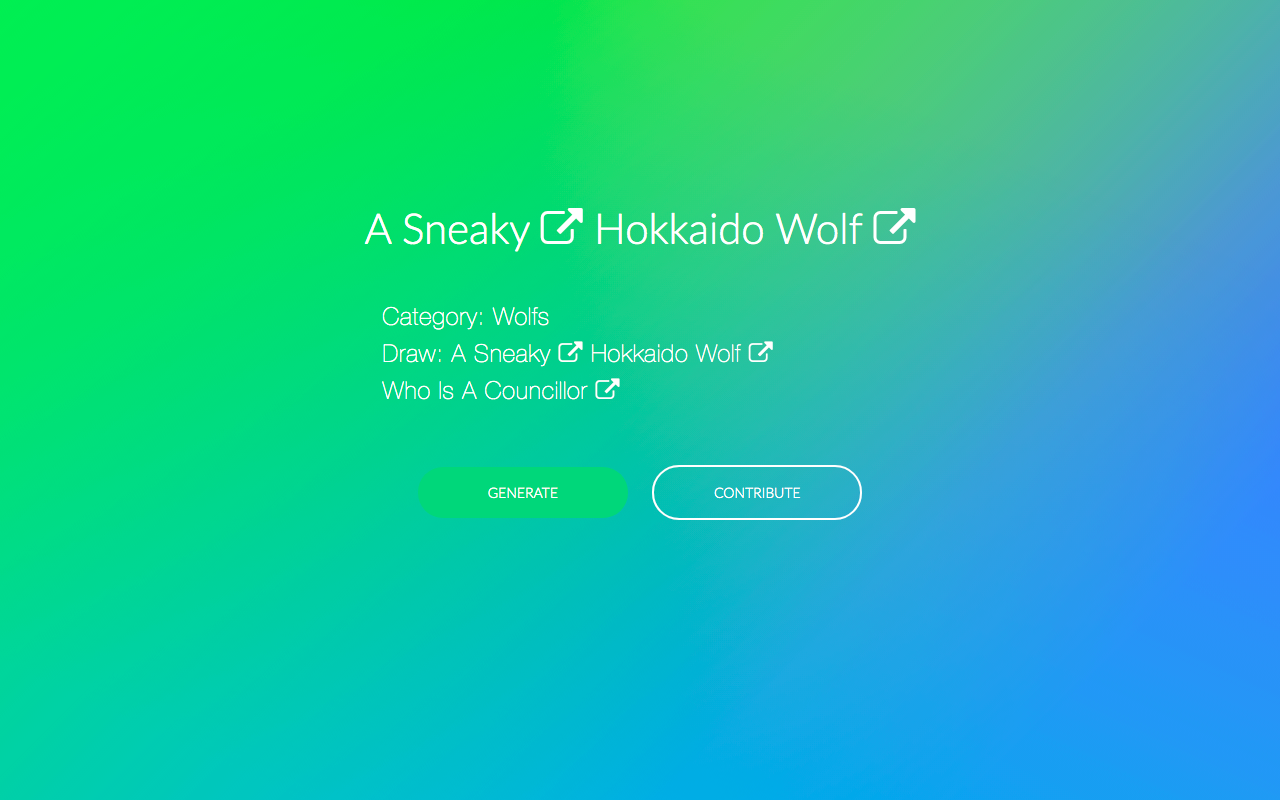 A Sneaky Hokkaido Wolf
Category: Wolfs
Draw: A Sneaky Hokkaido Wolf
Who Is A Councillor
GENERATE
CONTRIBUTE